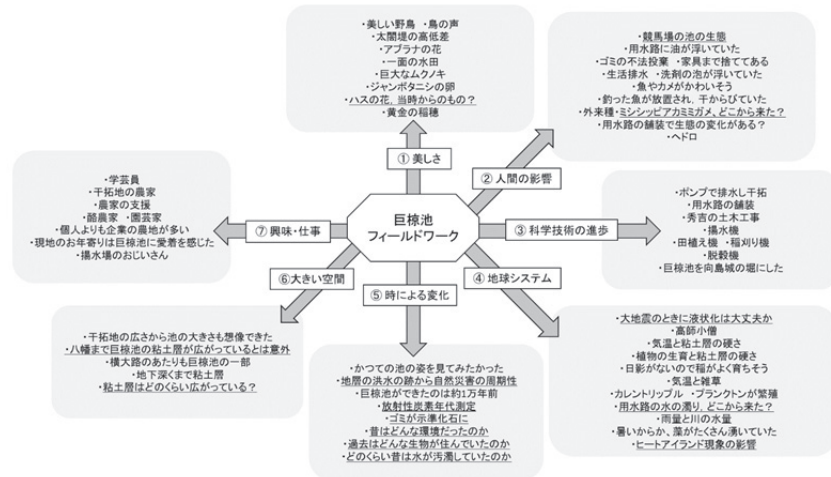 ・美しい野鳥　・鳥の声
・太閤堤の高低差
・アブラナの花
・一面の水田
・巨大なムクノキ
・ジャンボタニシの卵
・ハスの花，当時からのもの？
・黄金の稲穂
① 美しさ
・競馬場の池の生態
・用水路に油が浮いていた
・ゴミの不法投棄　・家具まで捨ててある
・生活排水　・洗剤の泡が浮いていた
・魚やカメがかわいそう
・釣った魚が放置され，干からびていた
・外来種・ミシシッピアカミミガメ，どこから来た？
・用水路の舗装で生態の変化がある？
・ヘドロ
② 人間の影響
・ポンプで排水し干拓
・用水路の舗装
・秀吉の土木工事
・揚水機
・田植え機　・稲刈り機
・脱穀機
・巨椋池を向島城の堀にした
③ 科学技術の進歩
巨椋池
フィールドワーク
・大地震のときに液状化は大丈夫か
・高師小僧
・気温と粘土層の硬さ
・植物の生育と粘土層の硬さ
・日影がないので稲がよく育ちそう
・気温と雑草
・カレントリップル　・プランクトンが繁殖
・用水路の水の濁り，どこから来た？
・雨量と川の水量
・暑いからか，藻がたくさん湧いていた
・ヒートアイランド現象の影響
④ 地球システム
・かつての池の姿を見てみたかった
・地層の洪水の跡から自然災害の周期性
・巨椋池ができたのは約1万年前
・放射性炭素年代測定
・ゴミが示準化石に
・昔はどんな環境だったのか
・過去はどんな生物が住んでいたのか
・どのくらい昔は水が汚濁していたのか
⑤ 時による変化
・干拓地の広さから池の大きさも想像できた
・八幡まで巨椋池の粘土層が広がっているとは意外
・横大路のあたりも巨椋池の一部
・地下深くまで粘土層
・粘土層はどのくらい広がっている？
⑥大きい空間
・学芸員
・干拓地の農家
・農家の支援
・酪農家　・園芸家
・個人よりも企業の農地が多い
・現地のお年寄りは巨椋池に愛着を感じた
・揚水場のおじいさん
⑦ 興味・仕事